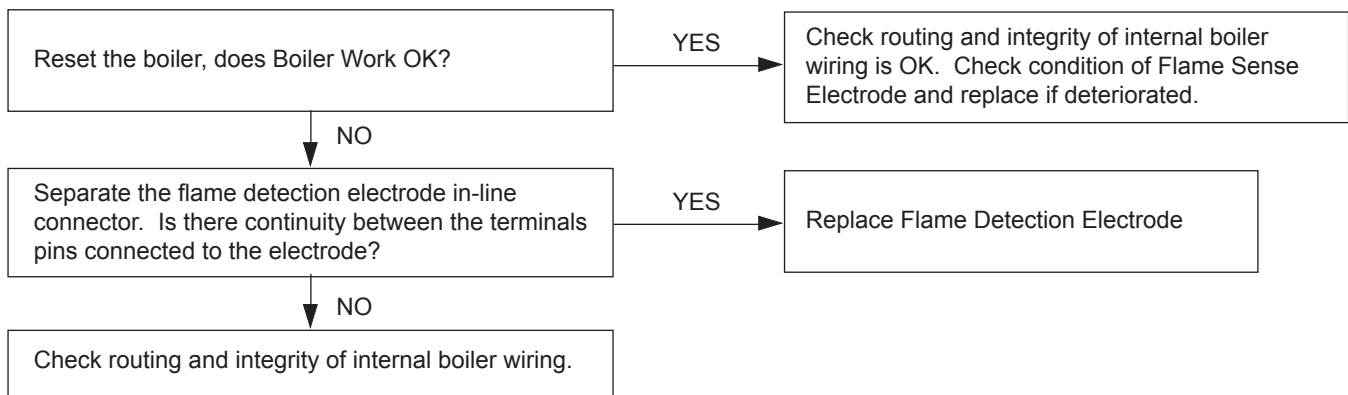 Reset the boiler, does Boiler Work OK?
YES
Check routing and integrity of internal boiler
wiring is OK.  Check condition of Flame Sense
Electrode and replace if deteriorated.
NO
Separate the flame detection electrode in-line
connector.  Is there continuity between the terminals
pins connected to the electrode?
YES
Replace Flame Detection Electrode
NO
Check routing and integrity of internal boiler wiring.